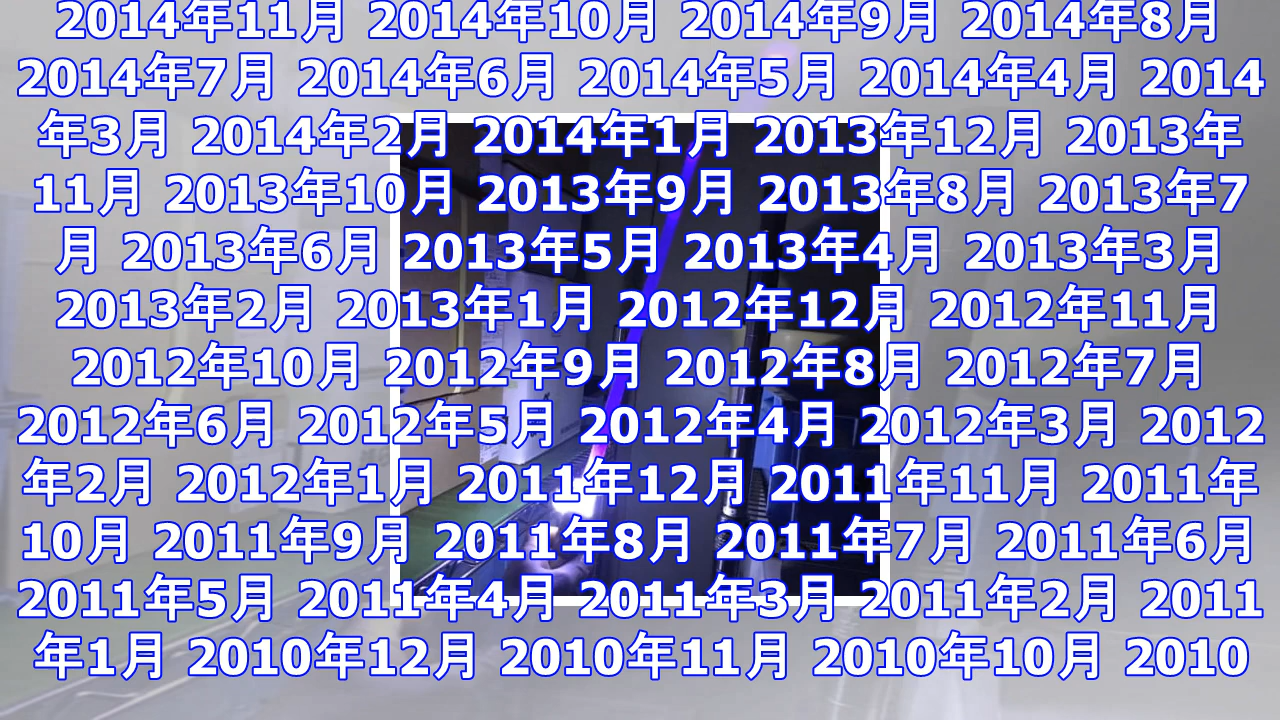 2014年11月 2014年10月 2014年9月 2014年8月
2014年7月 2014年6月 2014年5月 2014年4月 2014
年3月 2014年2月 2014年1月 2013年12月 2013年
11月 2013年10月 2013年9月 2013年8月 2013年7
月 2013年6月 2013年5月 2013年4月 2013年3月
2013年2月 2013年1月 2012年12月 2012年11月
2012年10月 2012年9月 2012年8月 2012年7月
2012年6月 2012年5月 2012年4月 2012年3月 2012
年2月 2012年1月 2011年12月 2011年11月 2011年
10月 2011年9月 2011年8月 2011年7月 2011年6月
2011年5月 2011年4月 2011年3月 2011年2月 2011
年1月 2010年12月 2010年11月 2010年10月 2010